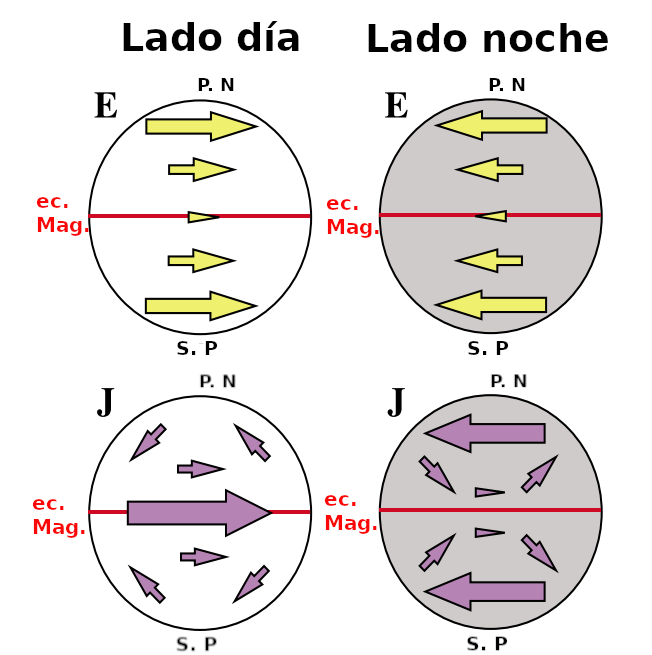 Lado día
Lado noche
P. N
P. N
E
E
ec.
Mag.
ec.
Mag.
S. P
S. P
P. N
P. N
J
J
ec.
Mag.
ec.
Mag.
S. P
S. P